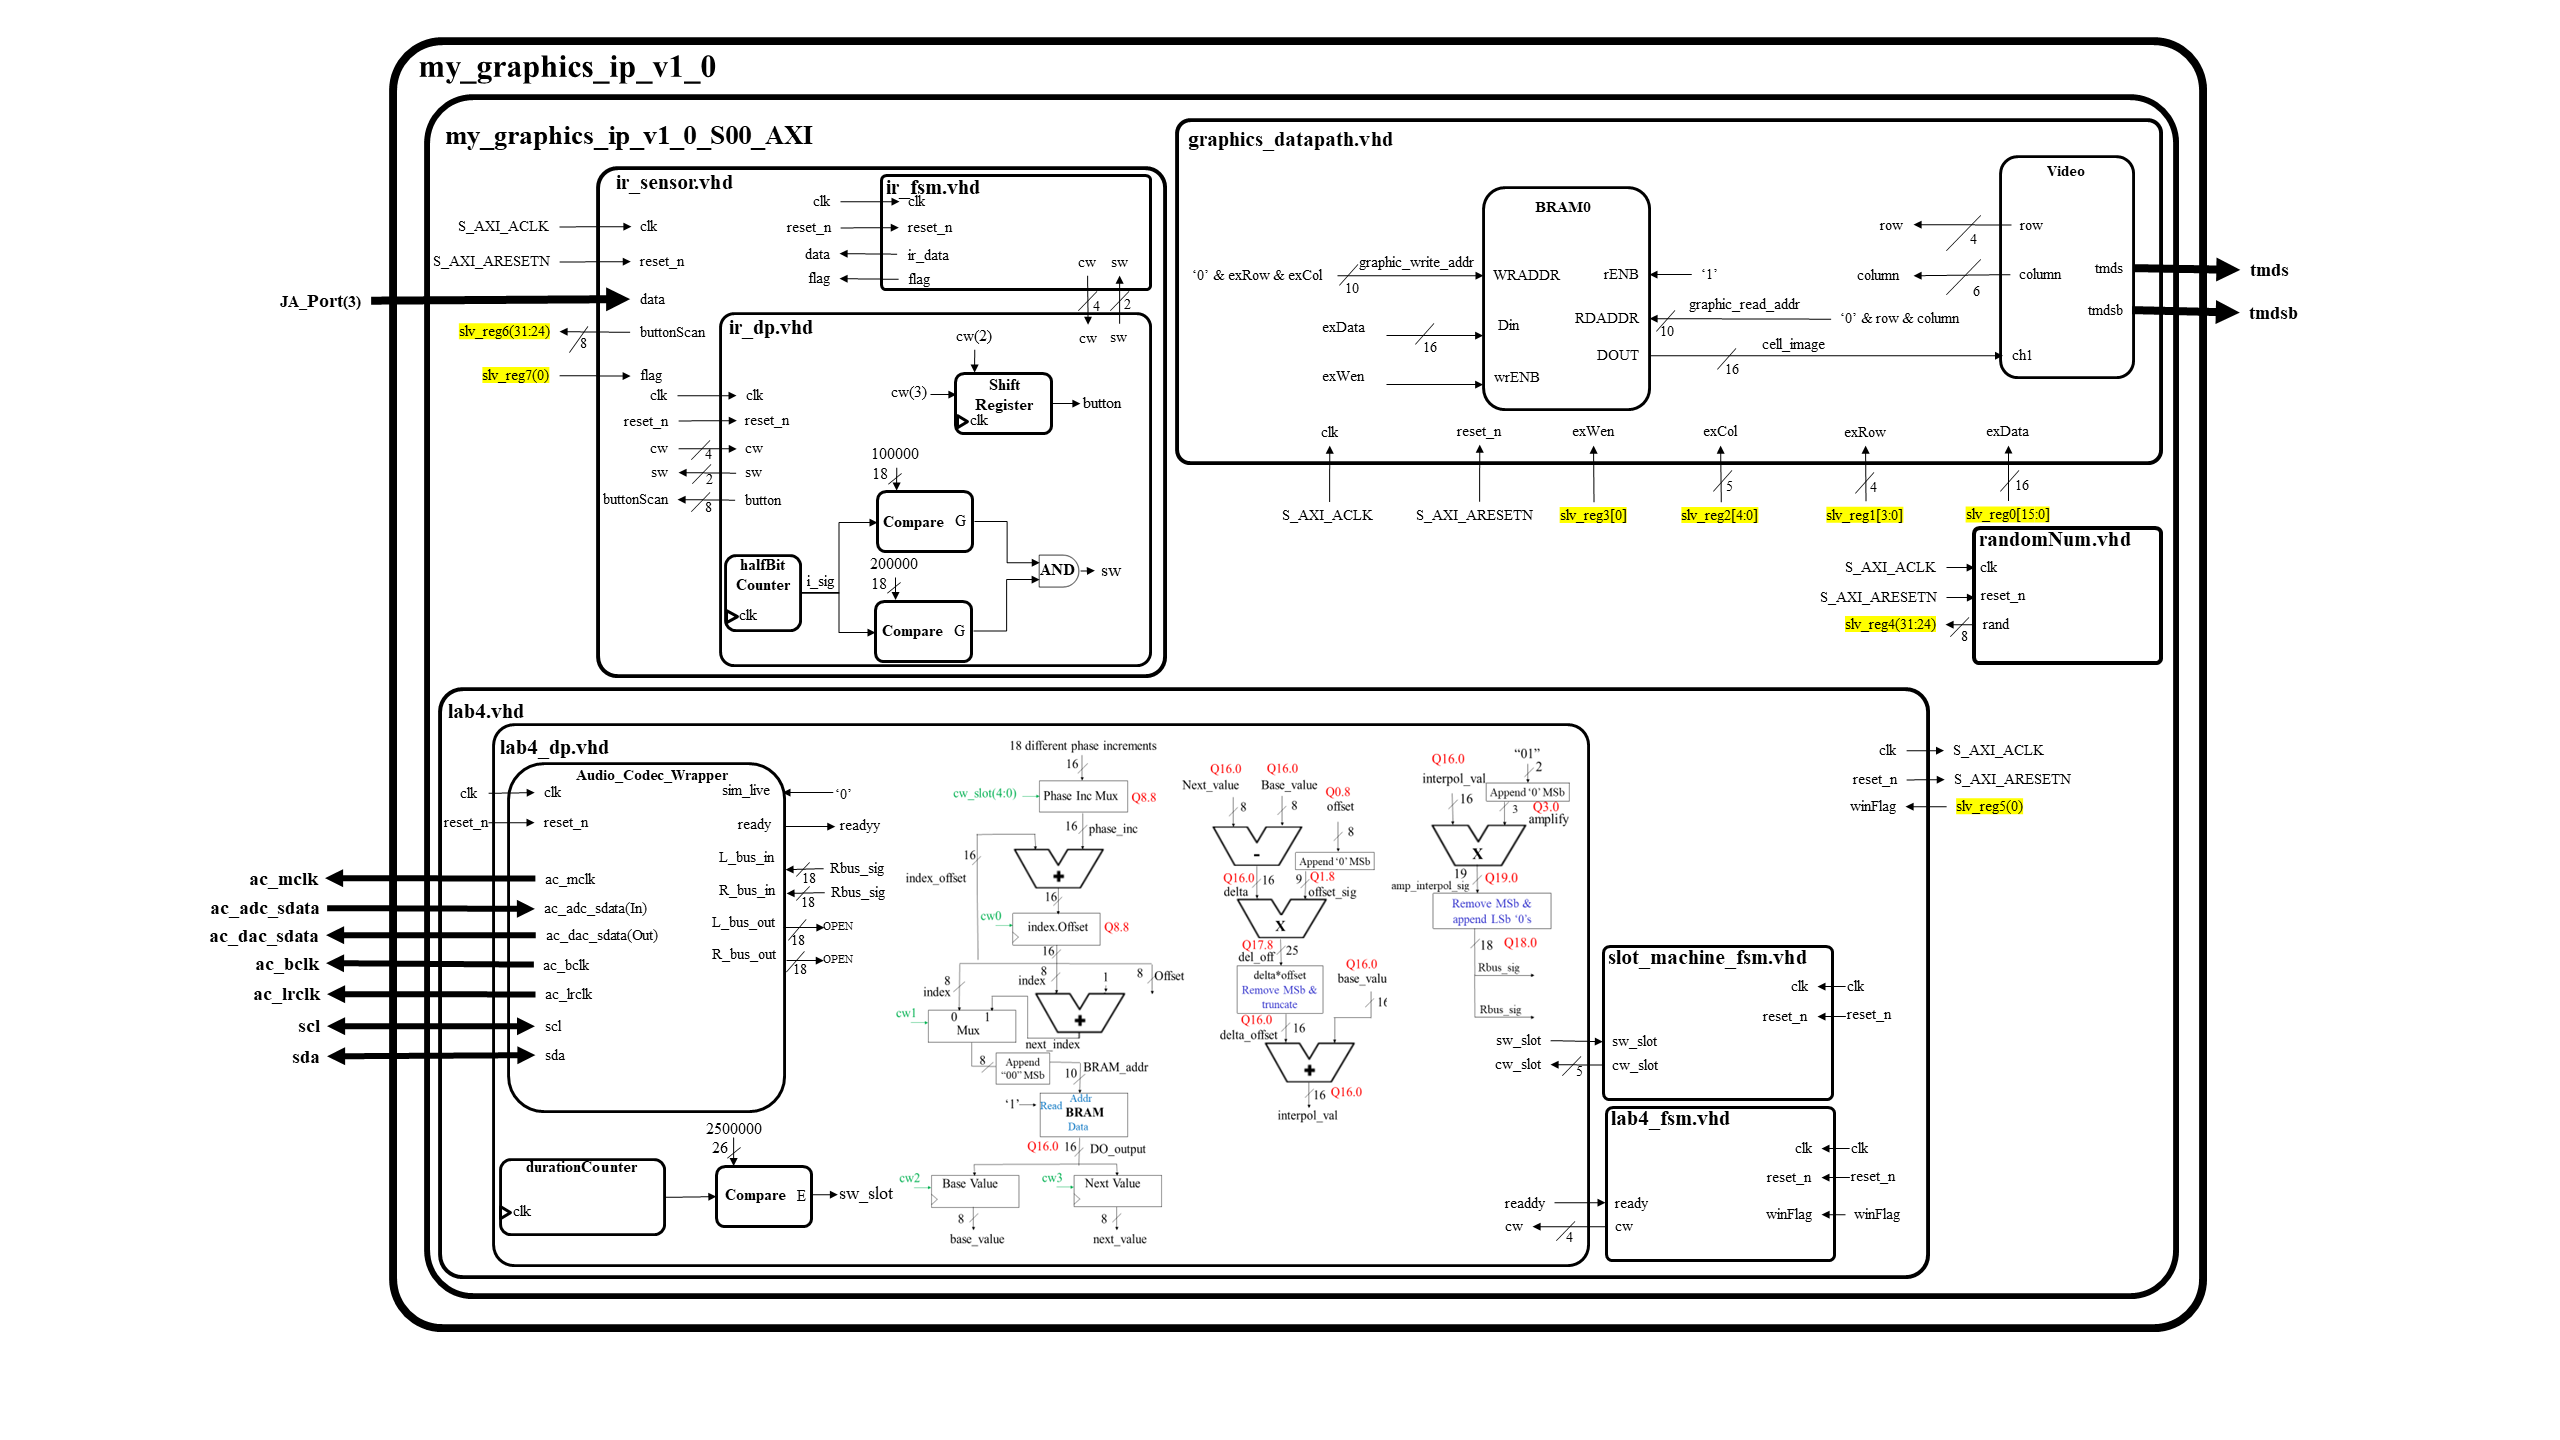 my_graphics_ip_v1_0
my_graphics_ip_v1_0_S00_AXI
ir_sensor.vhd
S_AXI_ACLK
clk
S_AXI_ARESETN
reset_n
JA_Port(3)
data
slv_reg6(31:24)
8
buttonScan
slv_reg7(0)
flag
clk
clk
reset_n
reset_n
cw
4
cw
sw
2
sw
buttonScan
8
button
ir_fsm.vhd
clk
clk
reset_n
reset_n
data
ir_data
flag
flag
cw
sw
4
2
cw
sw
ir_dp.vhd
cw(2)
cw(3)
Shift
Register
clk
button
100000
18
Compare
G
200000
18
Compare
G
halfBit
Counter
clk
i_sig
AND
sw
graphics_datapath.vhd
BRAM0
‘0’ & exRow & exCol
graphic_write_addr
10
WRADDR
exData
16
Din
exWen
wrENB
rENB
‘1’
RDADDR
10
graphic_read_addr
‘0’ & row & column
DOUT
16
cell_image
Video
row
4
row
column
6
column
tmds
tmdsb
ch1
tmds
tmdsb
clk
reset_n
exWen
exCol
exRow
exData
5
4
16
S_AXI_ACLK
S_AXI_ARESETN
slv_reg3[0]
slv_reg2[4:0]
slv_reg1[3:0]
slv_reg0[15:0]
randomNum.vhd
S_AXI_ACLK
clk
S_AXI_ARESETN
reset_n
slv_reg4(31:24)
8
rand
lab4.vhd
clk
S_AXI_ACLK
reset_n
S_AXI_ARESETN
winFlag
slv_reg5(0)
lab4_dp.vhd
Audio_Codec_Wrapper
clk
clk
reset_n
reset_n
ac_mclk
ac_mclk
ac_adc_sdata
ac_adc_sdata(In)
ac_dac_sdata
ac_dac_sdata(Out)
ac_bclk
ac_bclk
ac_lrclk
ac_lrclk
scl
scl
sda
sda
sim_live
‘0’
ready
readyy
L_bus_in
18
Rbus_sig
R_bus_in
18
Rbus_sig
L_bus_out
18
OPEN
R_bus_out
18
OPEN
durationCounter
clk
2500000
26
Compare
E
sw_slot
18 different phase increments
16
cw_slot(4:0)
Phase Inc Mux
Q8.8
16
phase_inc
16
index_offset
+
16
cw0
index.Offset
Q8.8
16
8
index
8
index
1
8
Offset
cw1
0
1
Mux
+
next_index
8
Append
“00” MSb
10
BRAM_addr
‘1’
Read
Addr
BRAM
Data
Q16.0
16
DO_output
cw2
Base Value
cw3
Next Value
8
8
base_value
next_value
Q16.0
Q16.0
Next_value
Base_value
Q0.8
offset
8
8
8
-
Append ‘0’ MSb
Q16.0
16
9
Q1.8
delta
offset_sig
X
Q17.8
25
del_off
delta*offset
Remove MSb &
truncate
Q16.0
base_valu
16
Q16.0
16
delta_offset
+
16
Q16.0
interpol_val
Q16.0
“01”
2
interpol_val
Append ‘0’ MSb
16
3
Q3.0
amplify
X
19
Q19.0
amp_interpol_sig
Remove MSb &
append LSb ‘0’s
18
Q18.0
Rbus_sig
Rbus_sig
slot_machine_fsm.vhd
clk
clk
reset_n
reset_n
sw_slot
sw_slot
cw_slot
5
cw_slot
lab4_fsm.vhd
clk
clk
reset_n
reset_n
winFlag
winFlag
readdy
ready
cw
4
cw